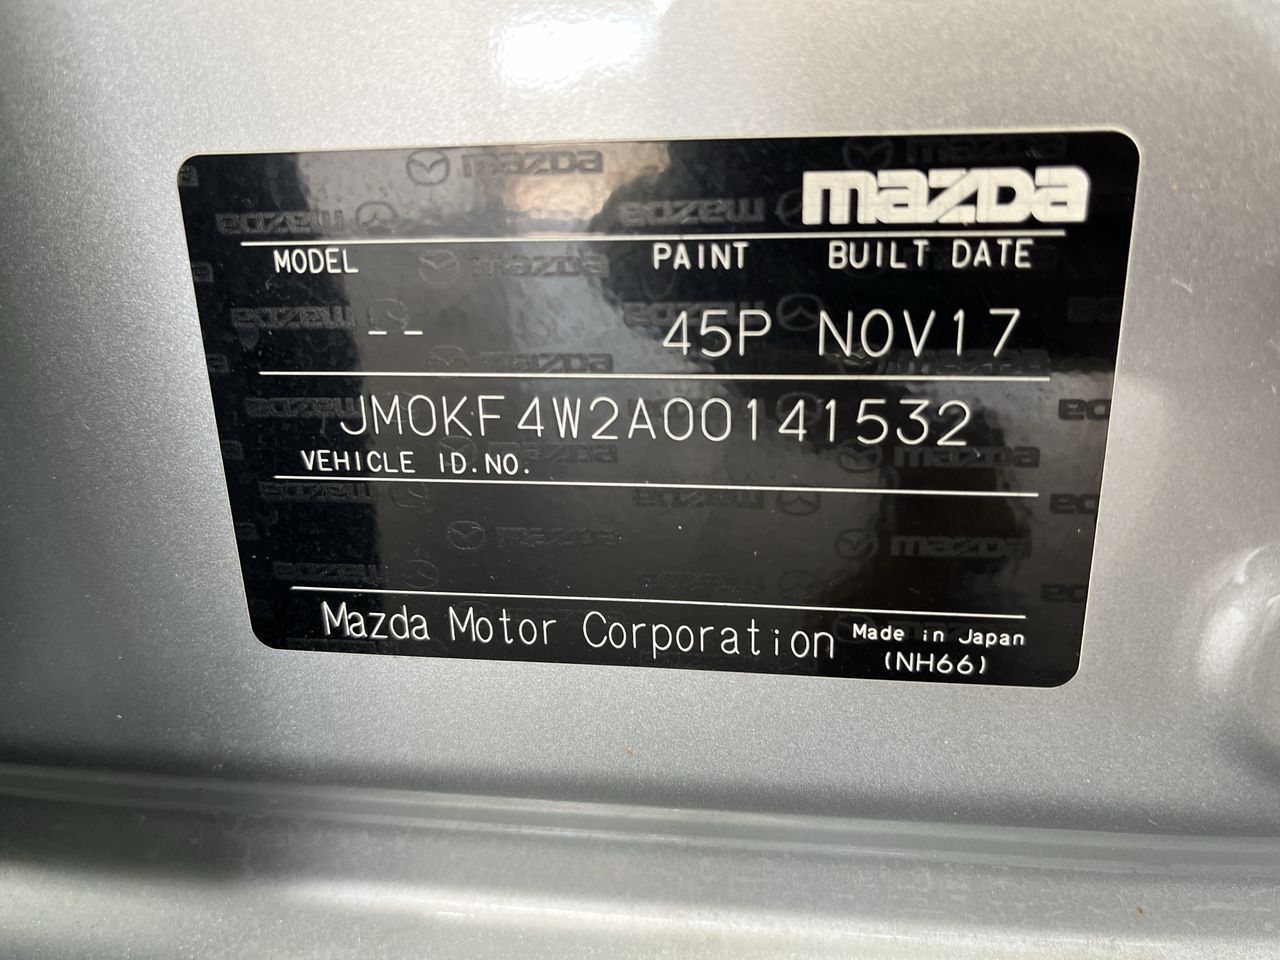 mazda
MODEL PAINT BUILT DATE
-- 45P NOV17
JM0KF4W2A00141532
VEHICLE ID.NO.
Mazda Motor Corporation Made in Japan
(NH66)